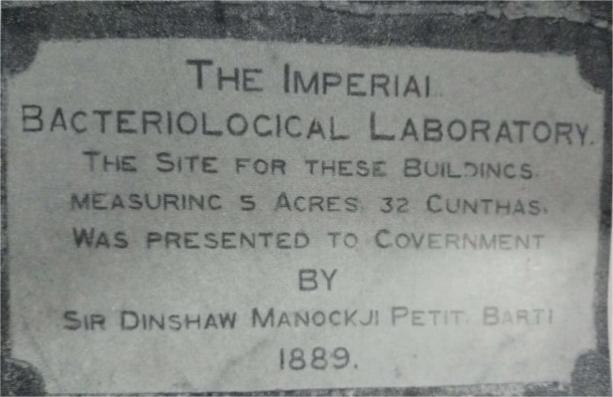 THE IMPERIAL
BACTERIOLOGICAL LABORATORY.
THE SITE FOR THESE BUILDINGS
MEASURING 5 ACRES 32 GUNTHAS.
WAS PRESENTED TO GOVERNMENT
BY
SIR DINSHAW MANOCKJI PETIT. BART:
1889.